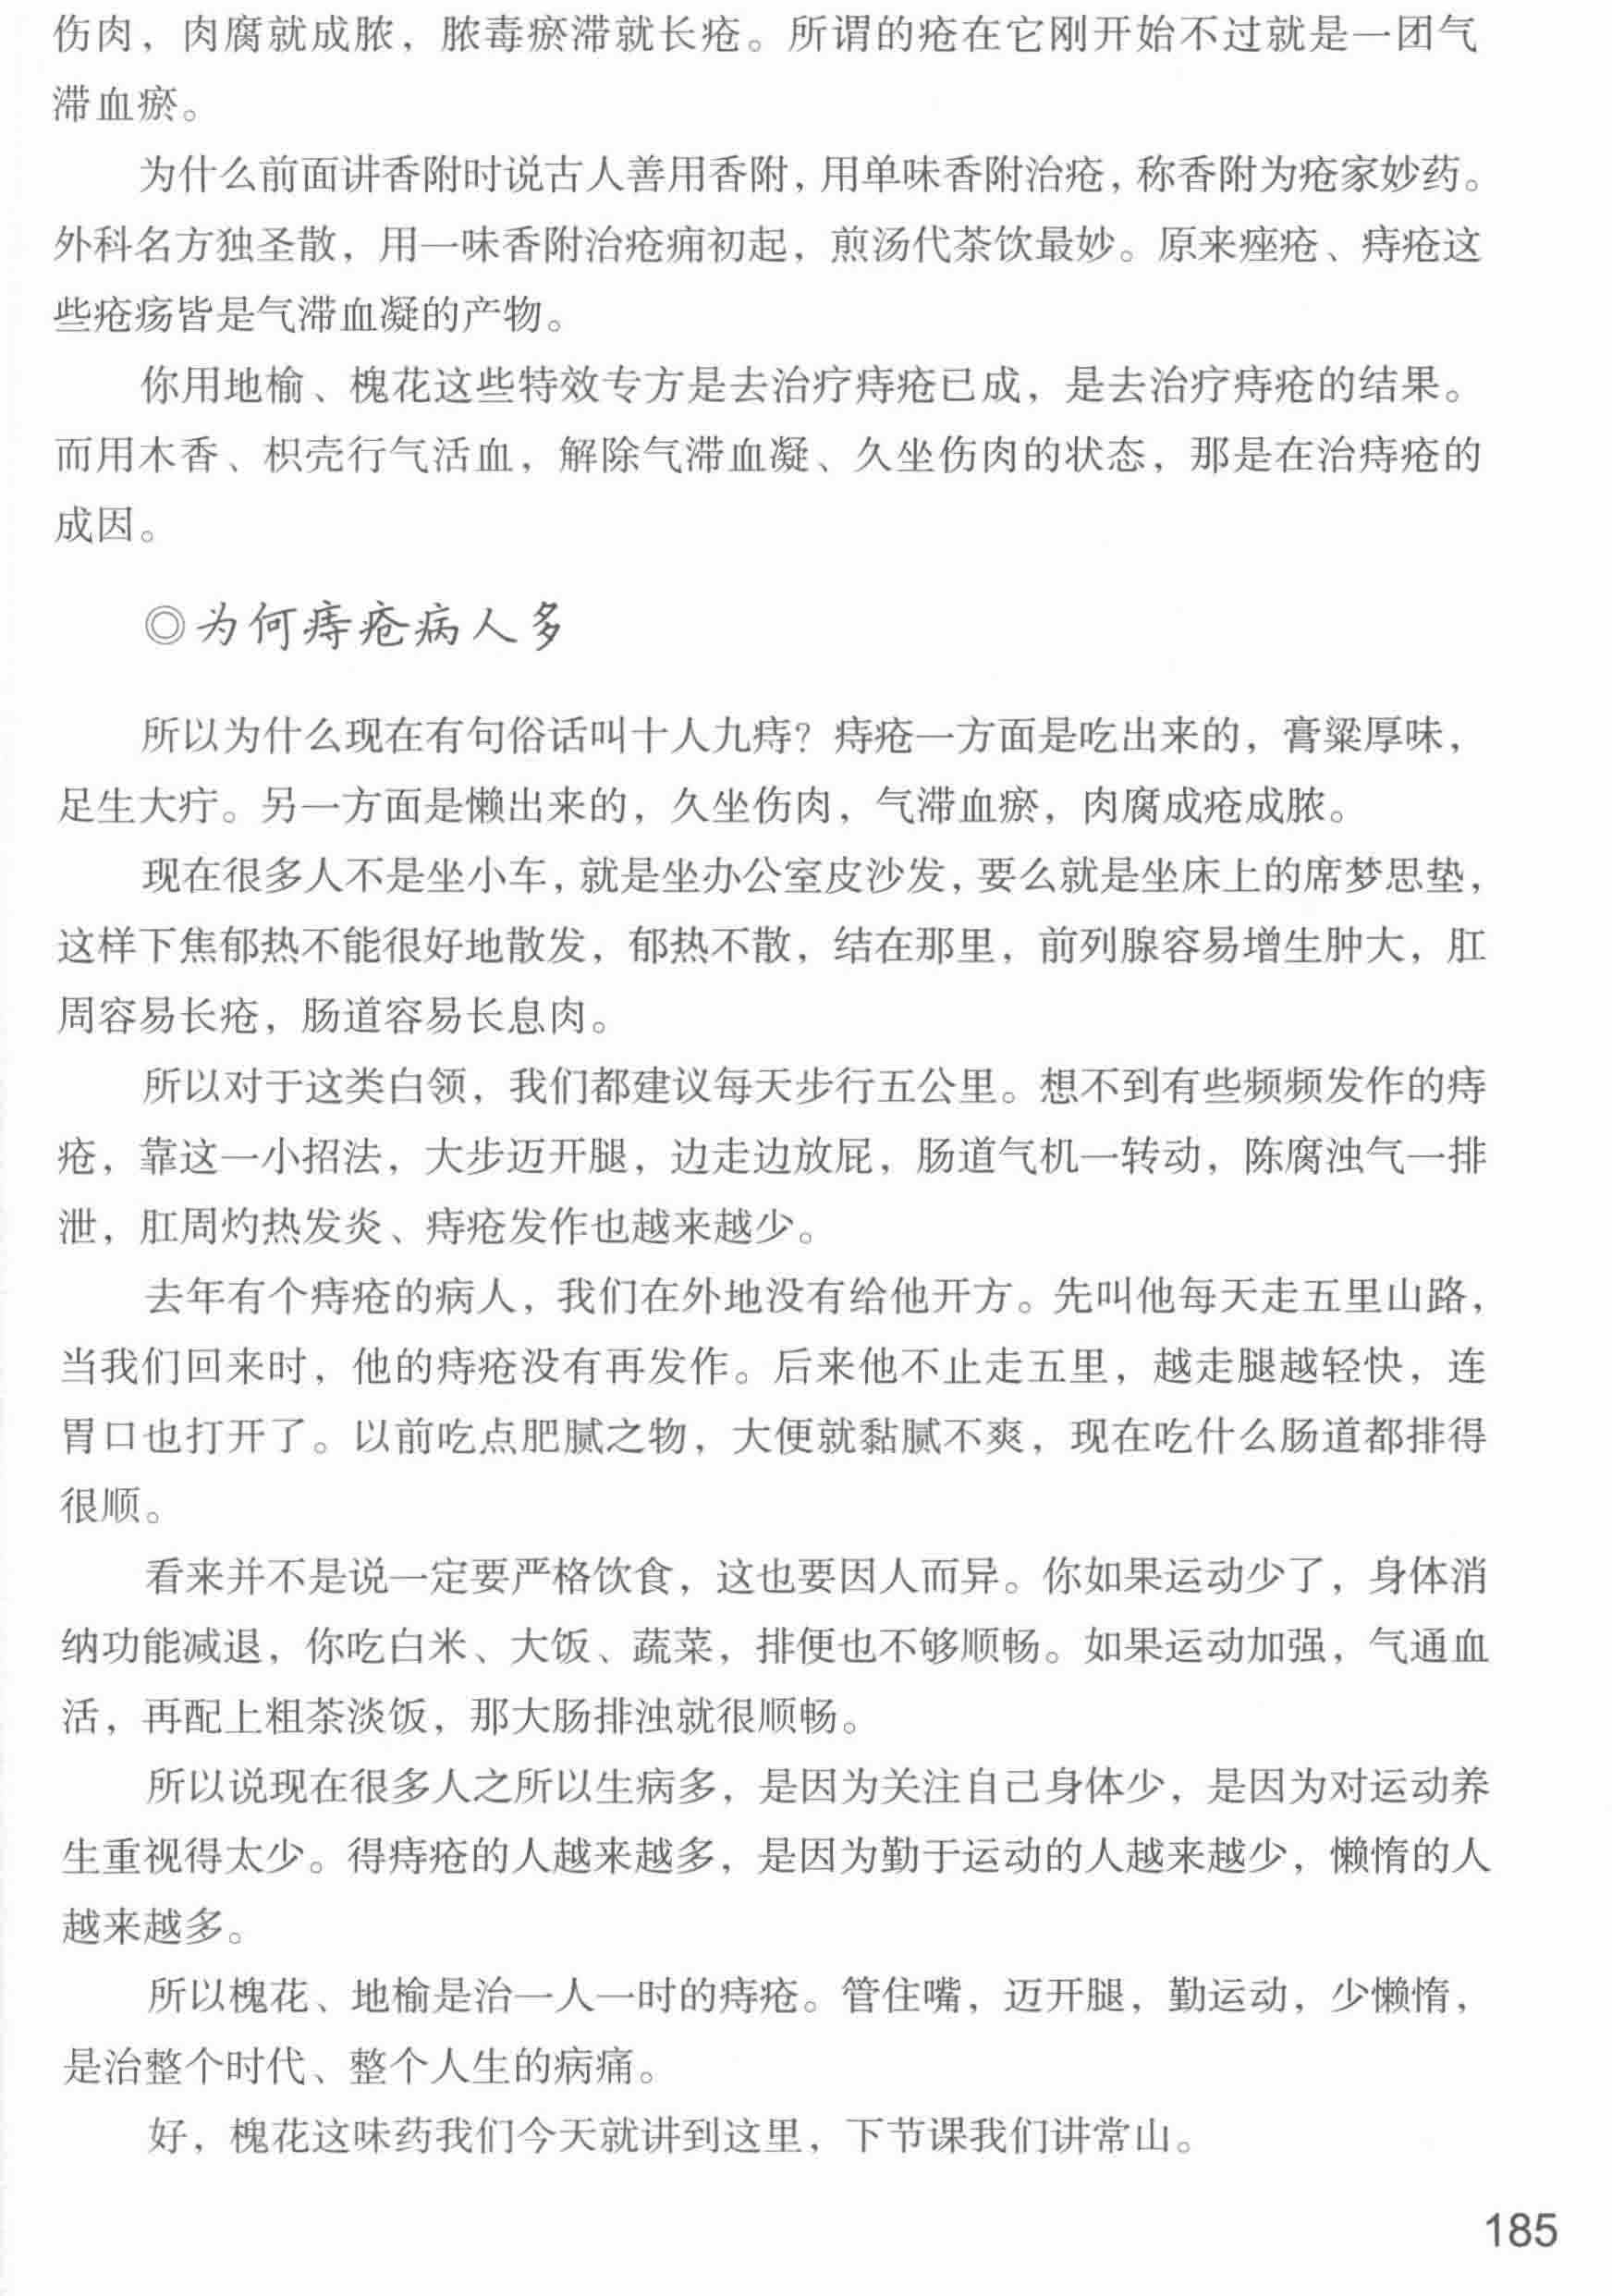 伤肉，肉腐就成脓，脓毒瘀滞就长疮。所谓的疮在它刚开始不过就是一团气
滞血瘀。
为什么前面讲香附时说古人善用香附，用单味香附治疮，称香附为疮家妙药。
外科名方独圣散，用一味香附治疮痈初起，煎汤代茶饮最妙。原来痤疮、痔疮这
些疮疡皆是气滞血凝的产物。
你用地榆、槐花这些特效专方是去治疗痔疮已成，是去治疗痔疮的结果。
而用木香、枳壳行气活血，解除气滞血凝、久坐伤肉的状态，那是在治痔疮的
成因。
◎为何痔疮病人多
所以为什么现在有句俗话叫十人九痔？痔疮一方面是吃出来的，膏粱厚味，
足生大疔。另一方面是懒出来的，久坐伤肉，气滞血瘀，肉腐成疮成脓。
现在很多人不是坐小车，就是坐办公室皮沙发，要么就是坐床上的席梦思垫，
这样下焦郁热不能很好地散发，郁热不散，结在那里，前列腺容易增生肿大，肛
周容易长疮，肠道容易长息肉。
所以对于这类白领，我们都建议每天步行五公里。想不到有些频频发作的痔
疮，靠这一小招法，大步迈开腿，边走边放屁，肠道气机一转动，陈腐浊气一排
泄，肛周灼热发炎、痔疮发作也越来越少。
去年有个痔疮的病人，我们在外地没有给他开方。先叫他每天走五里山路，
当我们回来时，他的痔疮没有再发作。后来他不止走五里，越走腿越轻快，连
胃口也打开了。以前吃点肥腻之物，大便就黏腻不爽，现在吃什么肠道都排得
很顺。
看来并不是说一定要严格饮食，这也要因人而异。你如果运动少了，身体消
纳功能减退，你吃白米、大饭、蔬菜，排便也不够顺畅。如果运动加强，气通血
活，再配上粗茶淡饭，那大肠排浊就很顺畅。
所以说现在很多人之所以生病多，是因为关注自己身体少，是因为对运动养
生重视得太少。得痔疮的人越来越多，是因为勤于运动的人越来越少，懒惰的人
越来越多。
所以槐花、地榆是治一人一时的痔疮。管住嘴，迈开腿，勤运动，少懒惰，
是治整个时代、整个人生的病痛。
好，槐花这味药我们今天就讲到这里，下节课我们讲常山。
185